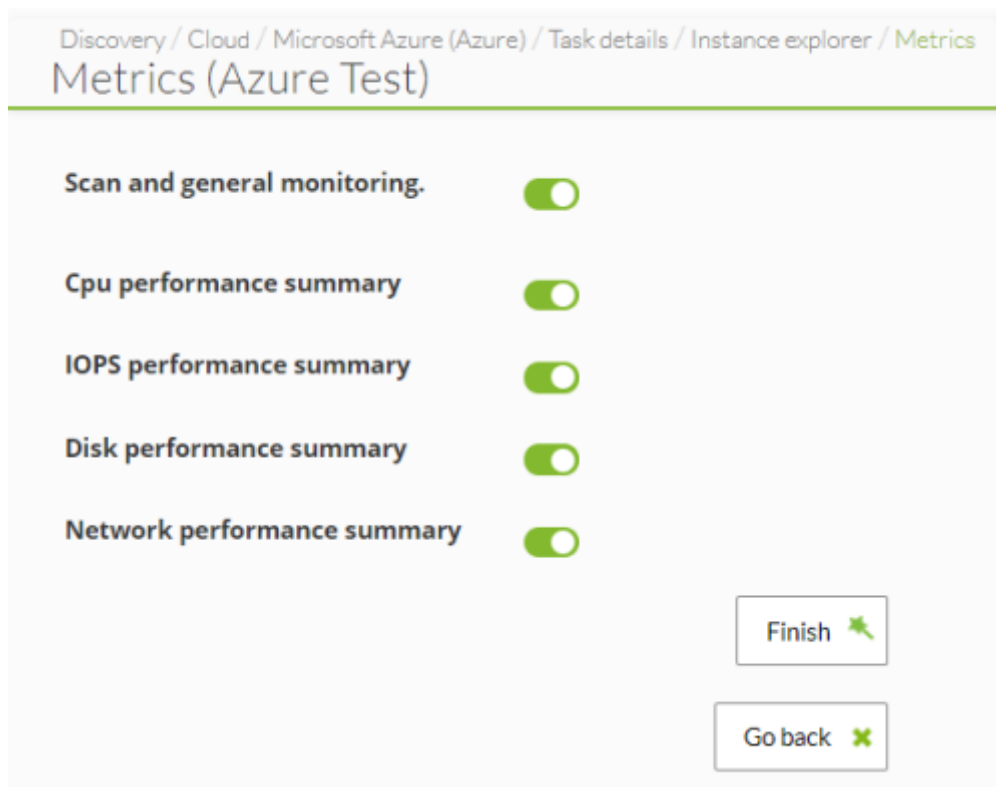 Discovery / Cloud / Microsoft Azure (Azure) / Task details / Instance explorer / Metrics
Metrics (Azure Test)
Scan and general monitoring.
Cpu performance summary
IOPS performance summary
Disk performance summary
Network performance summary
Finish
Go back